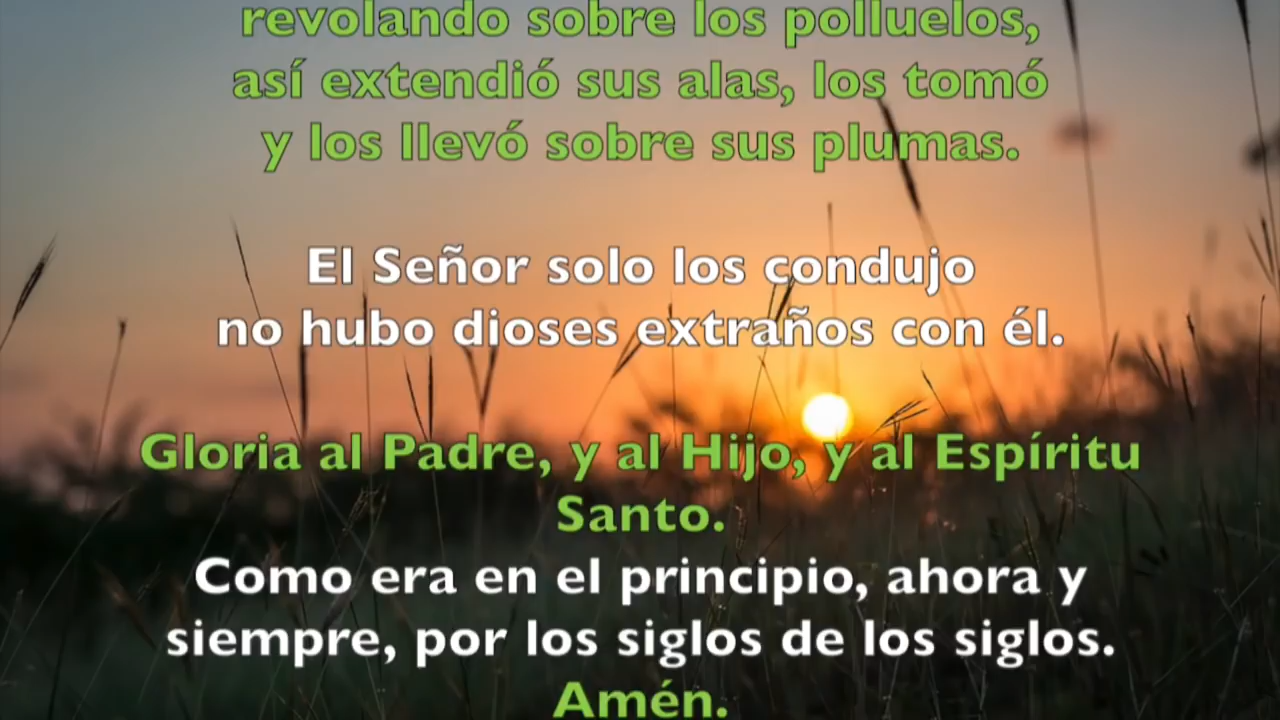 revolando sobre los polluelos,
así extendió sus alas, los tomó
y los llevó sobre sus plumas.
El Señor solo los condujo
no hubo dioses extraños con él.
Gloria al Padre, y al Hijo, y al Espíritu
Santo.
Como era en el principio, ahora y
siempre, por los siglos de los siglos.
Amén.